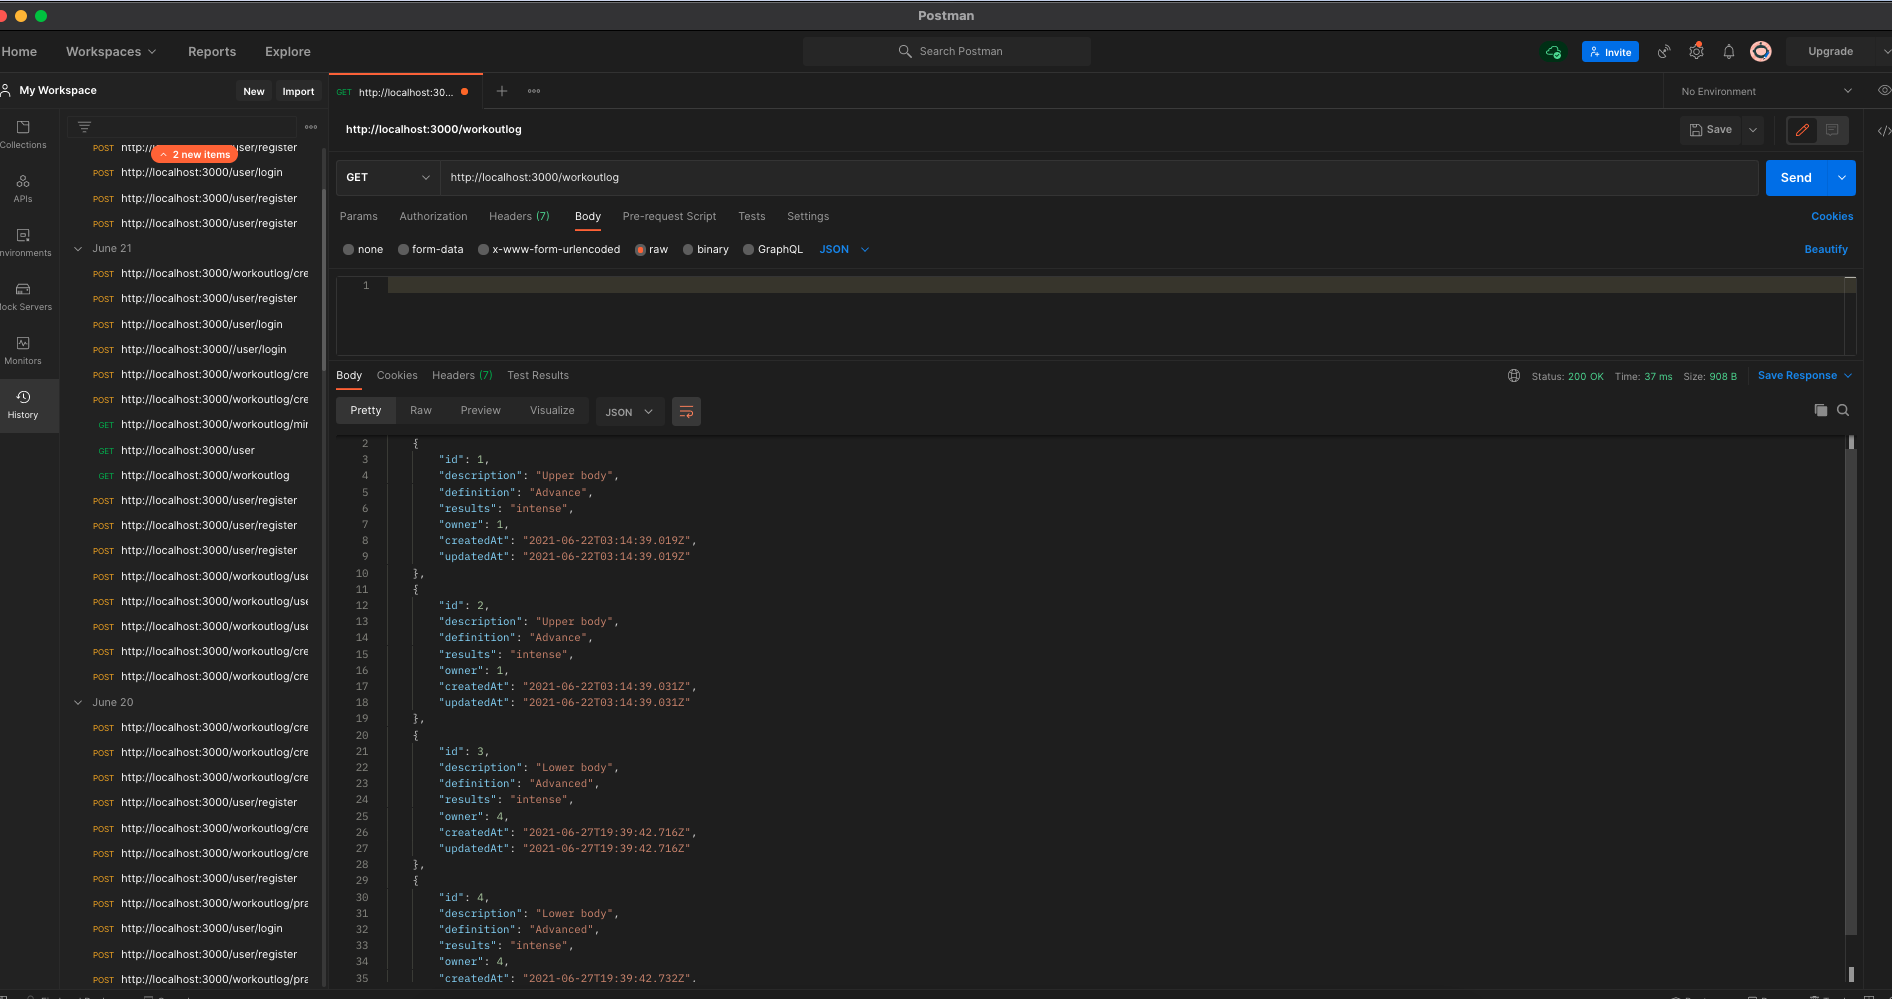 Postman
Home Workspaces Reports Explore Search Postman Invite Upgrade
My Workspace New Import GET http://localhost:30... No Environment
http://localhost:3000/workoutlog Save
GET http://localhost:3000/workoutlog Send
Params Authorization Headers (7) Body Pre-request Script Tests Settings Cookies
none form-data x-www-form-urlencoded raw binary GraphQL JSON Beautify
1
Collections
APIs
nvironments
lock Servers
Monitors
History
2 new items
POST http:// ser/register
POST http://localhost:3000/user/login
POST http://localhost:3000/user/register
POST http://localhost:3000/user/register
June 21
POST http://localhost:3000/workoutlog/cre
POST http://localhost:3000/user/register
POST http://localhost:3000/user/login
POST http://localhost:3000//user/login
POST http://localhost:3000/workoutlog/cre
POST http://localhost:3000/workoutlog/cre
GET http://localhost:3000/workoutlog/mir
GET http://localhost:3000/user
GET http://localhost:3000/workoutlog
POST http://localhost:3000/user/register
POST http://localhost:3000/user/register
POST http://localhost:3000/user/register
POST http://localhost:3000/workoutlog/use
POST http://localhost:3000/workoutlog/use
POST http://localhost:3000/workoutlog/use
POST http://localhost:3000/workoutlog/cre
POST http://localhost:3000/workoutlog/cre
June 20
POST http://localhost:3000/workoutlog/cre
POST http://localhost:3000/workoutlog/cre
POST http://localhost:3000/workoutlog/cre
POST http://localhost:3000/user/register
POST http://localhost:3000/workoutlog/cre
POST http://localhost:3000/workoutlog/cre
POST http://localhost:3000/user/register
POST http://localhost:3000/workoutlog/pra
POST http://localhost:3000/user/login
POST http://localhost:3000/user/register
POST http://localhost:3000/workoutlog/pra
Body Cookies Headers (7) Test Results Status: 200 OK Time: 37 ms Size: 908 B Save Response
Pretty Raw Preview Visualize JSON
2 {
3 "id": 1,
4 "description": "Upper body",
5 "definition": "Advance",
6 "results": "intense",
7 "owner": 1,
8 "createdAt": "2021-06-22T03:14:39.019Z",
9 "updatedAt": "2021-06-22T03:14:39.019Z"
10 },
11 {
12 "id": 2,
13 "description": "Upper body",
14 "definition": "Advance",
15 "results": "intense",
16 "owner": 1,
17 "createdAt": "2021-06-22T03:14:39.031Z",
18 "updatedAt": "2021-06-22T03:14:39.031Z"
19 },
20 {
21 "id": 3,
22 "description": "Lower body",
23 "definition": "Advanced",
24 "results": "intense",
25 "owner": 4,
26 "createdAt": "2021-06-27T19:39:42.716Z",
27 "updatedAt": "2021-06-27T19:39:42.716Z"
28 },
29 {
30 "id": 4,
31 "description": "Lower body",
32 "definition": "Advanced",
33 "results": "intense",
34 "owner": 4,
35 "createdAt": "2021-06-27T19:39:42.732Z",